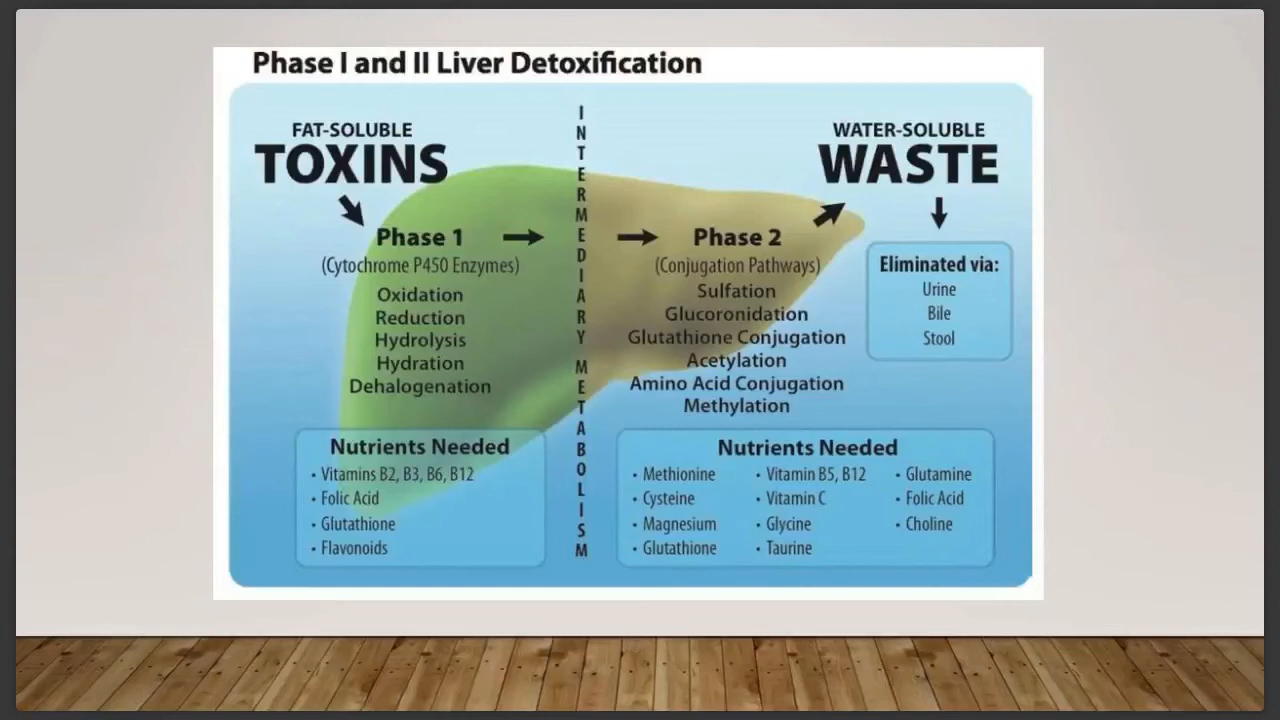 Phase I and II Liver Detoxification
FAT-SOLUBLE
TOXINS
Phase 1
(Cytochrome P450 Enzymes)
Oxidation
Reduction
Hydrolysis
Hydration
Dehalogenation
Nutrients Needed
• Vitamins B2, B3, B6, B12
• Folic Acid
• Glutathione
• Flavonoids
INTERMEDIARY METABOLISM
Phase 2
(Conjugation Pathways)
Sulfation
Glucoronidation
Glutathione Conjugation
Acetylation
Amino Acid Conjugation
Methylation
Nutrients Needed
• Methionine
• Cysteine
• Magnesium
• Glutathione
• Vitamin B5, B12
• Vitamin C
• Glycine
• Taurine
• Glutamine
• Folic Acid
• Choline
WATER-SOLUBLE
WASTE
Eliminated via:
Urine
Bile
Stool